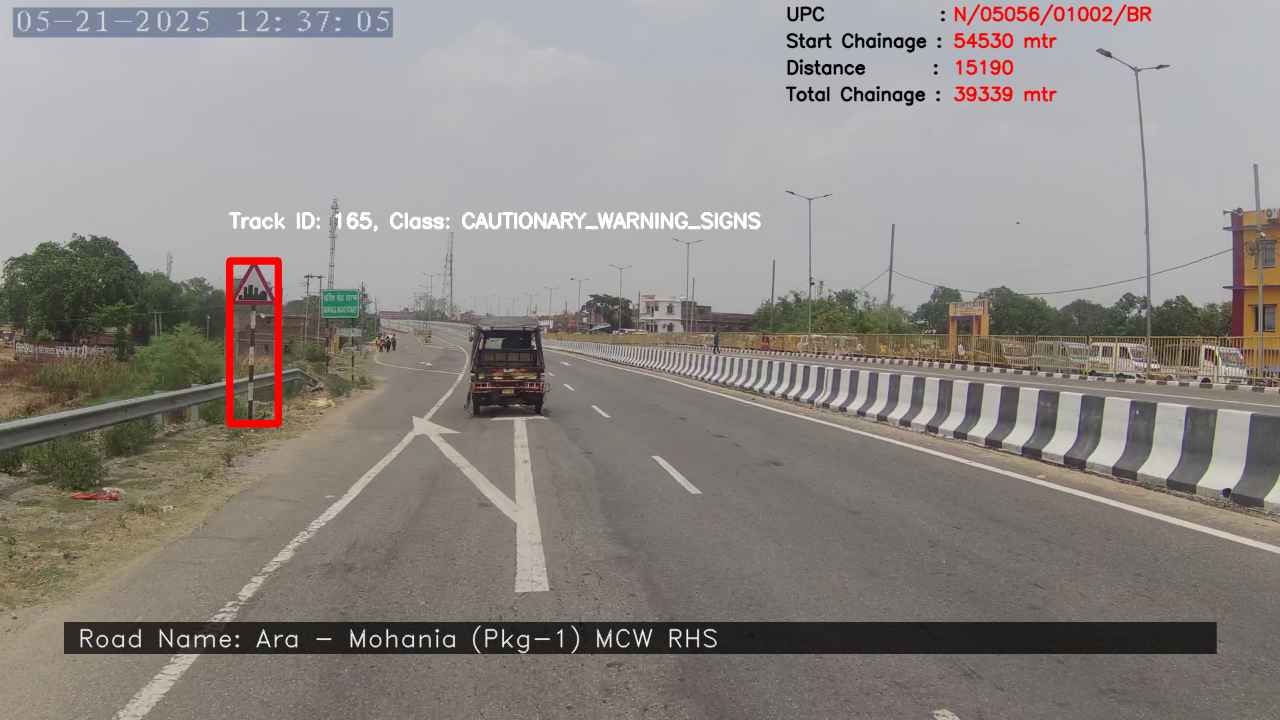 05-21-2025 12:37:05
UPC : N/05056/01002/BR
Start Chainage : 54530 mtr
Distance : 15190
Total Chainage : 39339 mtr
Track ID: 165, Class: CAUTIONARY_WARNING_SIGNS
Road Name: Ara - Mohania (Pkg-1) MCW RHS